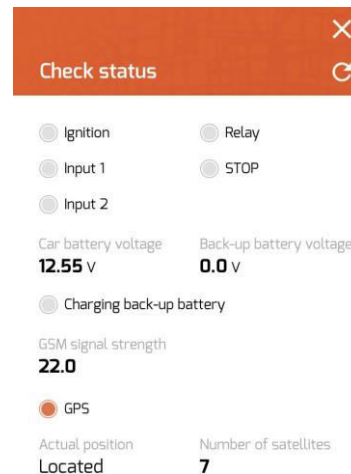 Check status
Ignition
Relay
Input 1
STOP
Input 2
Car battery voltage
Back-up battery voltage
12.55 V
0.0 V
Charging back-up battery
GSM signal strength
22.0
GPS
Actual position
Number of satellites
Located
7